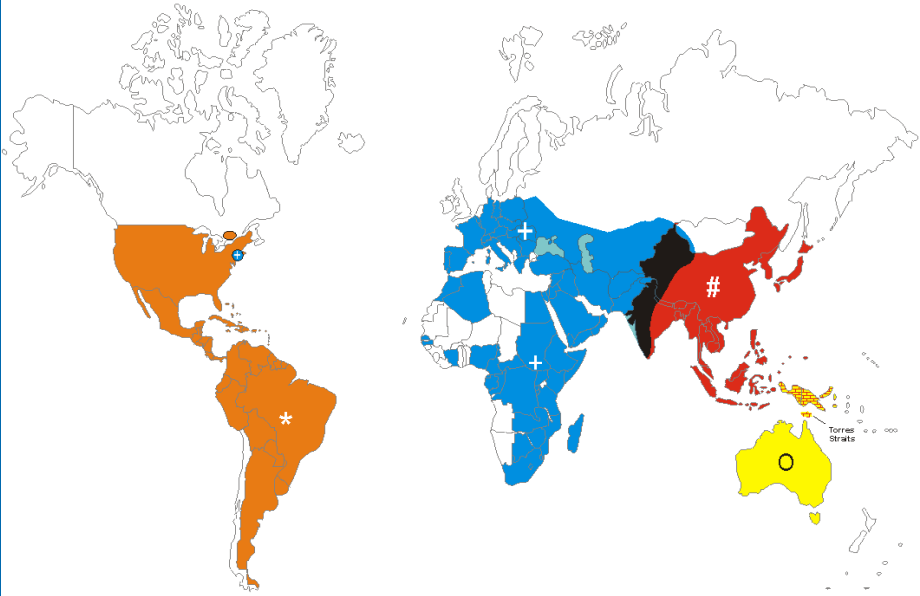 +
+
#
+
*
Torres
Straits
O